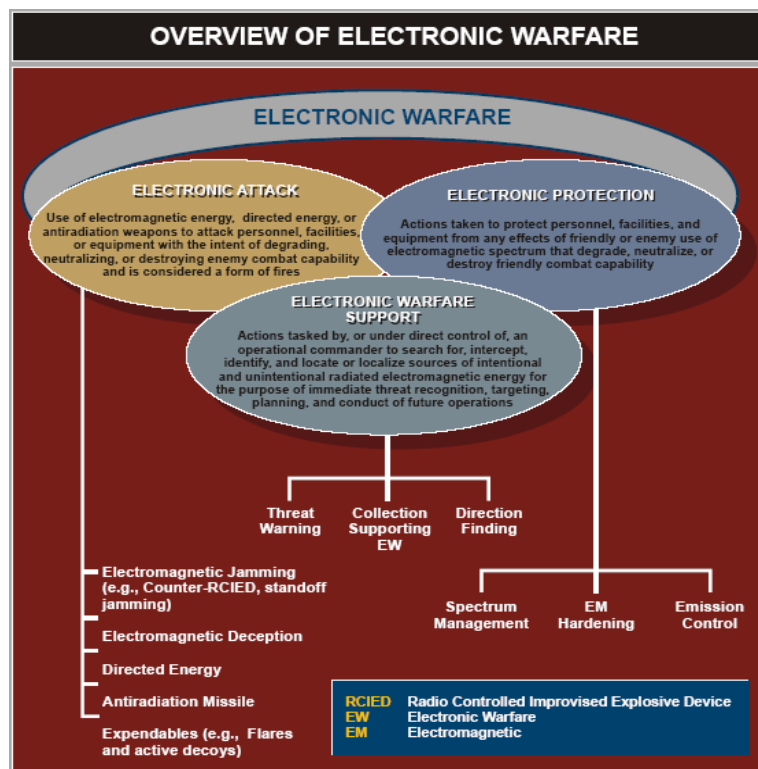 OVERVIEW OF ELECTRONIC WARFARE
ELECTRONIC WARFARE
ELECTRONIC ATTACK
Use of electromagnetic energy, directed energy, or
antiradiation weapons to attack personnel, facilities,
or equipment with the intent of degrading,
neutralizing, or destroying enemy combat capability
and is considered a form of fires
ELECTRONIC PROTECTION
Actions taken to protect personnel, facilities, and
equipment from any effects of friendly or enemy use of
electromagnetic spectrum that degrade, neutralize, or
destroy friendly combat capability
ELECTRONIC WARFARE
SUPPORT
Actions tasked by, or under direct control of, an
operational commander to search for, intercept,
identify, and locate or localize sources of intentional
and unintentional radiated electromagnetic energy for
the purpose of immediate threat recognition, targeting,
planning, and conduct of future operations
Threat
Warning
Collection
Supporting
EW
Direction
Finding
Electromagnetic Jamming
(e.g., Counter-RCIED, standoff
jamming)
Electromagnetic Deception
Directed Energy
Antiradiation Missile
Expendables (e.g., Flares
and active decoys)
Spectrum
Management
EM
Hardening
Emission
Control
RCIED Radio Controlled Improvised Explosive Device
EW Electronic Warfare
EM Electromagnetic